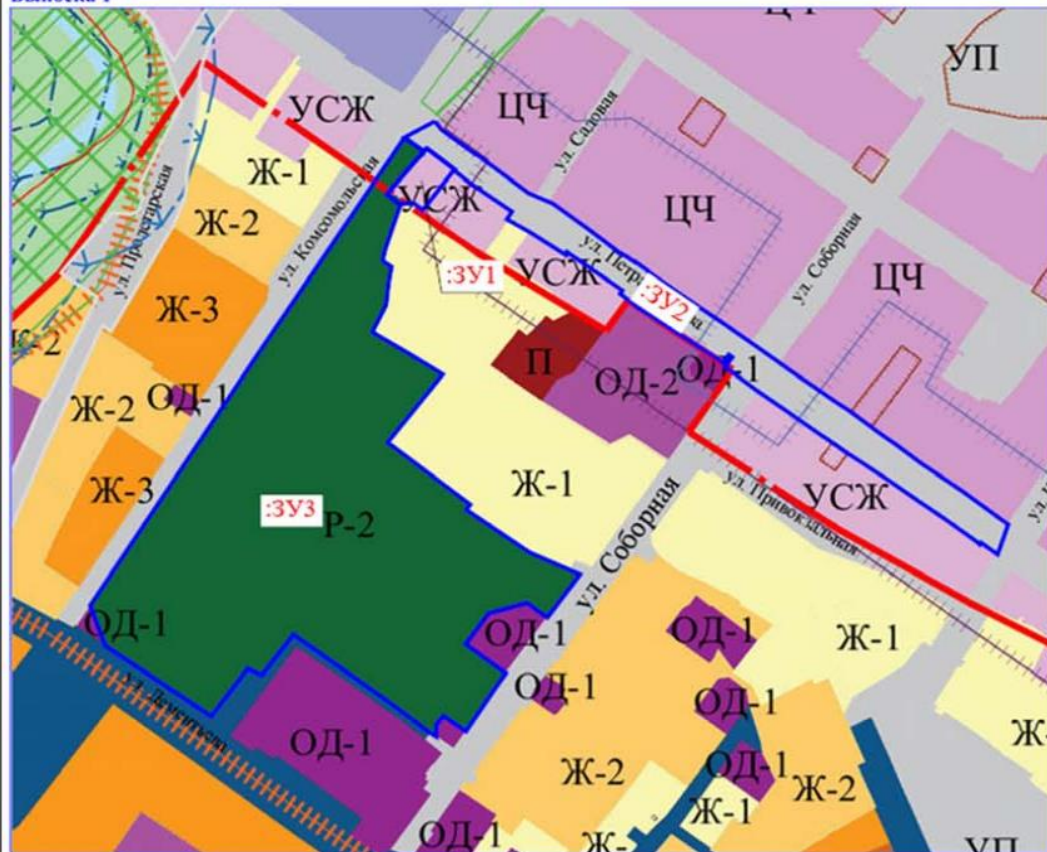 УП
УСЖ
ЦЧ
ул. Садовая
Ж-1
ул. Комсомольская
УСЖ
ЦЧ
Ж-2
ул. Пролетарская
ул. Соборная
:ЗУ1
УСЖ
:ЗУ2
ЦЧ
Ж-3
П
ОД-2
ОД-1
Ж-2
ОД-1
Ж-3
Ж-1
УСЖ
:ЗУ3
Р-2
ул. Привокзальная
ул. Соборная
ОД-1
ОД-1
ОД-1
Ж-1
ОД-1
ОД-1
ул. Дементьева
ОД-1
Ж-2
ОД-1
Ж-2
Ж-1
ОД-1
УП